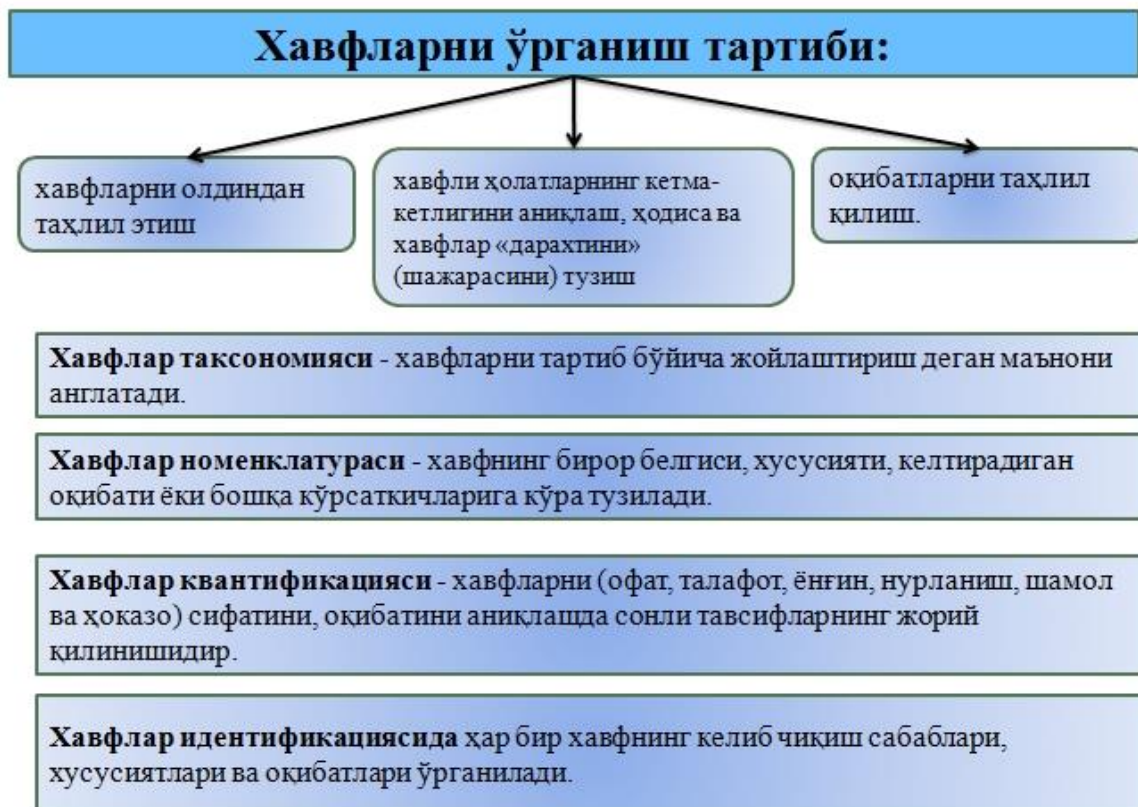 Хавфларни ўрганиш тартиби:
хавфларни олдиндан
таҳлил этиш
хавфли ҳолатларнинг кетма-
кетлигини аниқлаш, ҳодиса ва
хавфлар «дарахтини»
(шажарасини) тузиш
оқибатларни таҳлил
қилиш.
Хавфлар таксономияси - хавфларни тартиб бўйича жойлаштириш деган маънони
англатади.
Хавфлар номенклатураси - хавфнинг бирор белгиси, хусусияти, келтирадиган
оқибати ёки бошқа кўрсаткичларига кўра тузилади.
Хавфлар квантификацияси - хавфларни (офат, талафот, ёнғин, нурланиш, шамол
ва ҳоказо) сифатини, оқибатини аниқлашда сонли тавсифларнинг жорий
қилинишидир.
Хавфлар идентификациясида ҳар бир хавфнинг келиб чиқиш сабаблари,
хусусиятлари ва оқибатлари ўрганилади.